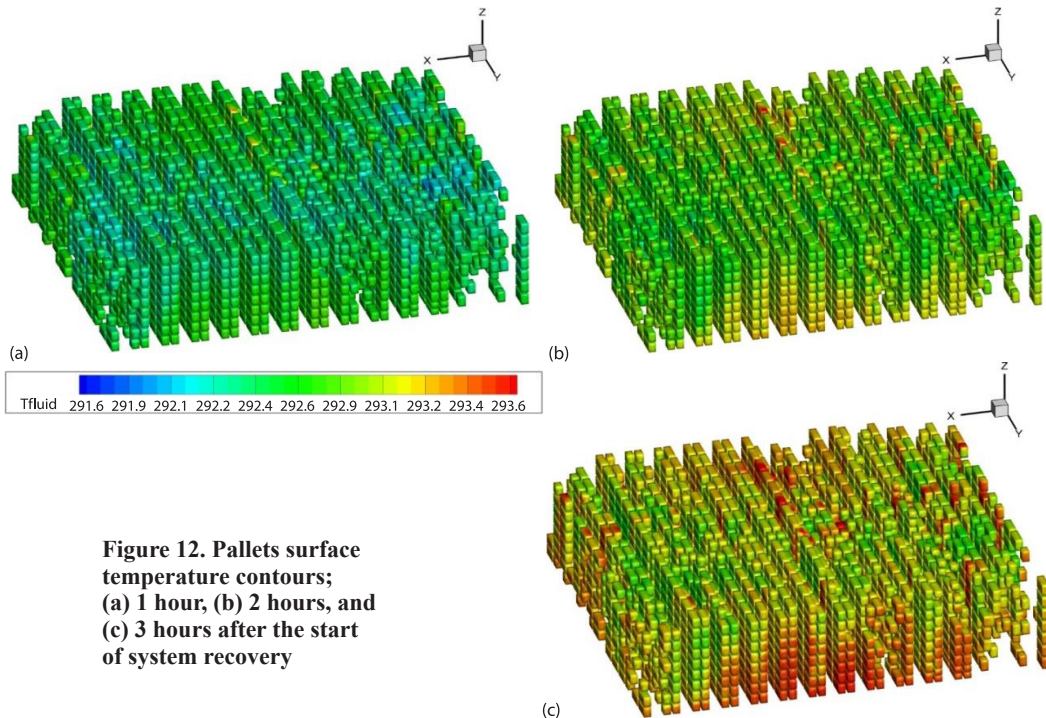 Z
X
Y
Z
X
Y
(a)
(b)
Tfluid 291.6 291.9 292.1 292.2 292.4 292.6 292.9 293.1 293.2 293.4 293.6
Z
X
Y
Figure 12. Pallets surface
temperature contours;
(a) 1 hour, (b) 2 hours, and
(c) 3 hours after the start
of system recovery
(c)